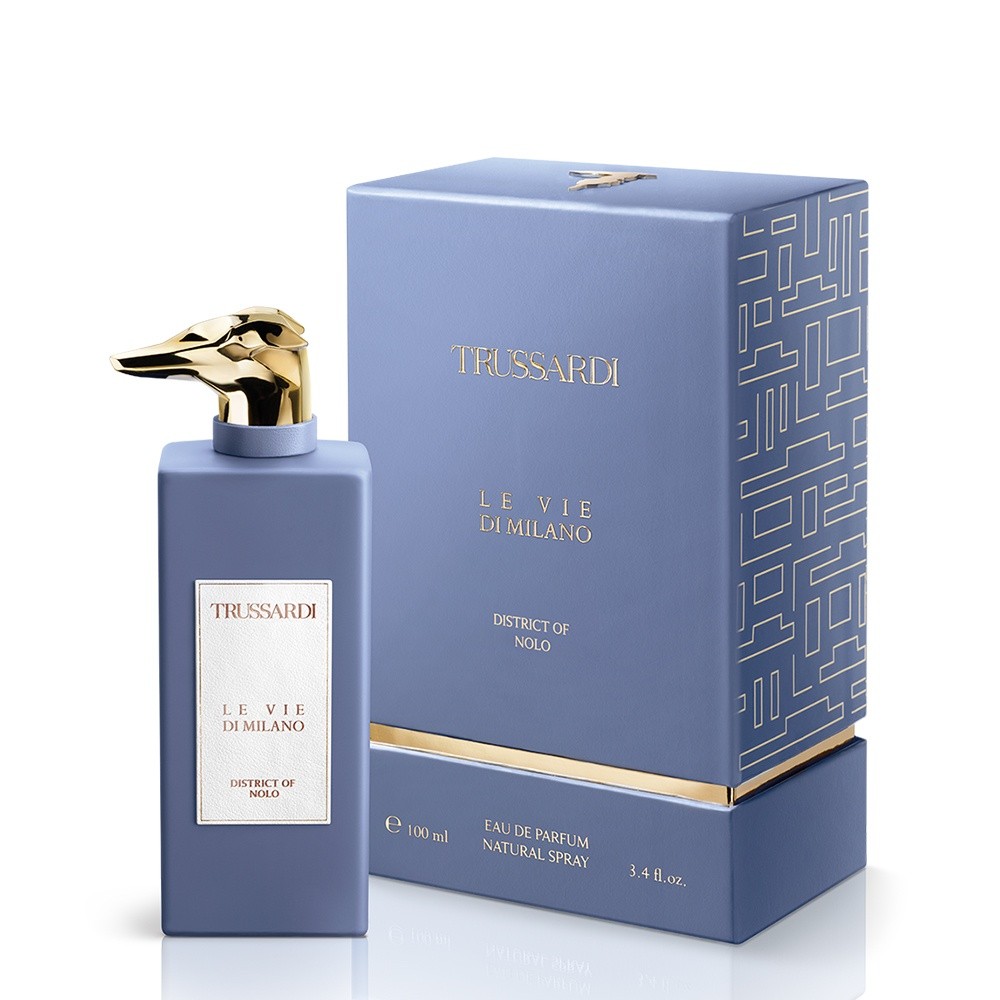 TRUSSARDI
LE VIE
DI MILANO
DISTRICT OF
NOLO
TRUSSARDI
LE VIE
DI MILANO
DISTRICT OF
NOLO
℮ 100 ml
EAU DE PARFUM
NATURAL SPRAY
3.4 fl.oz.